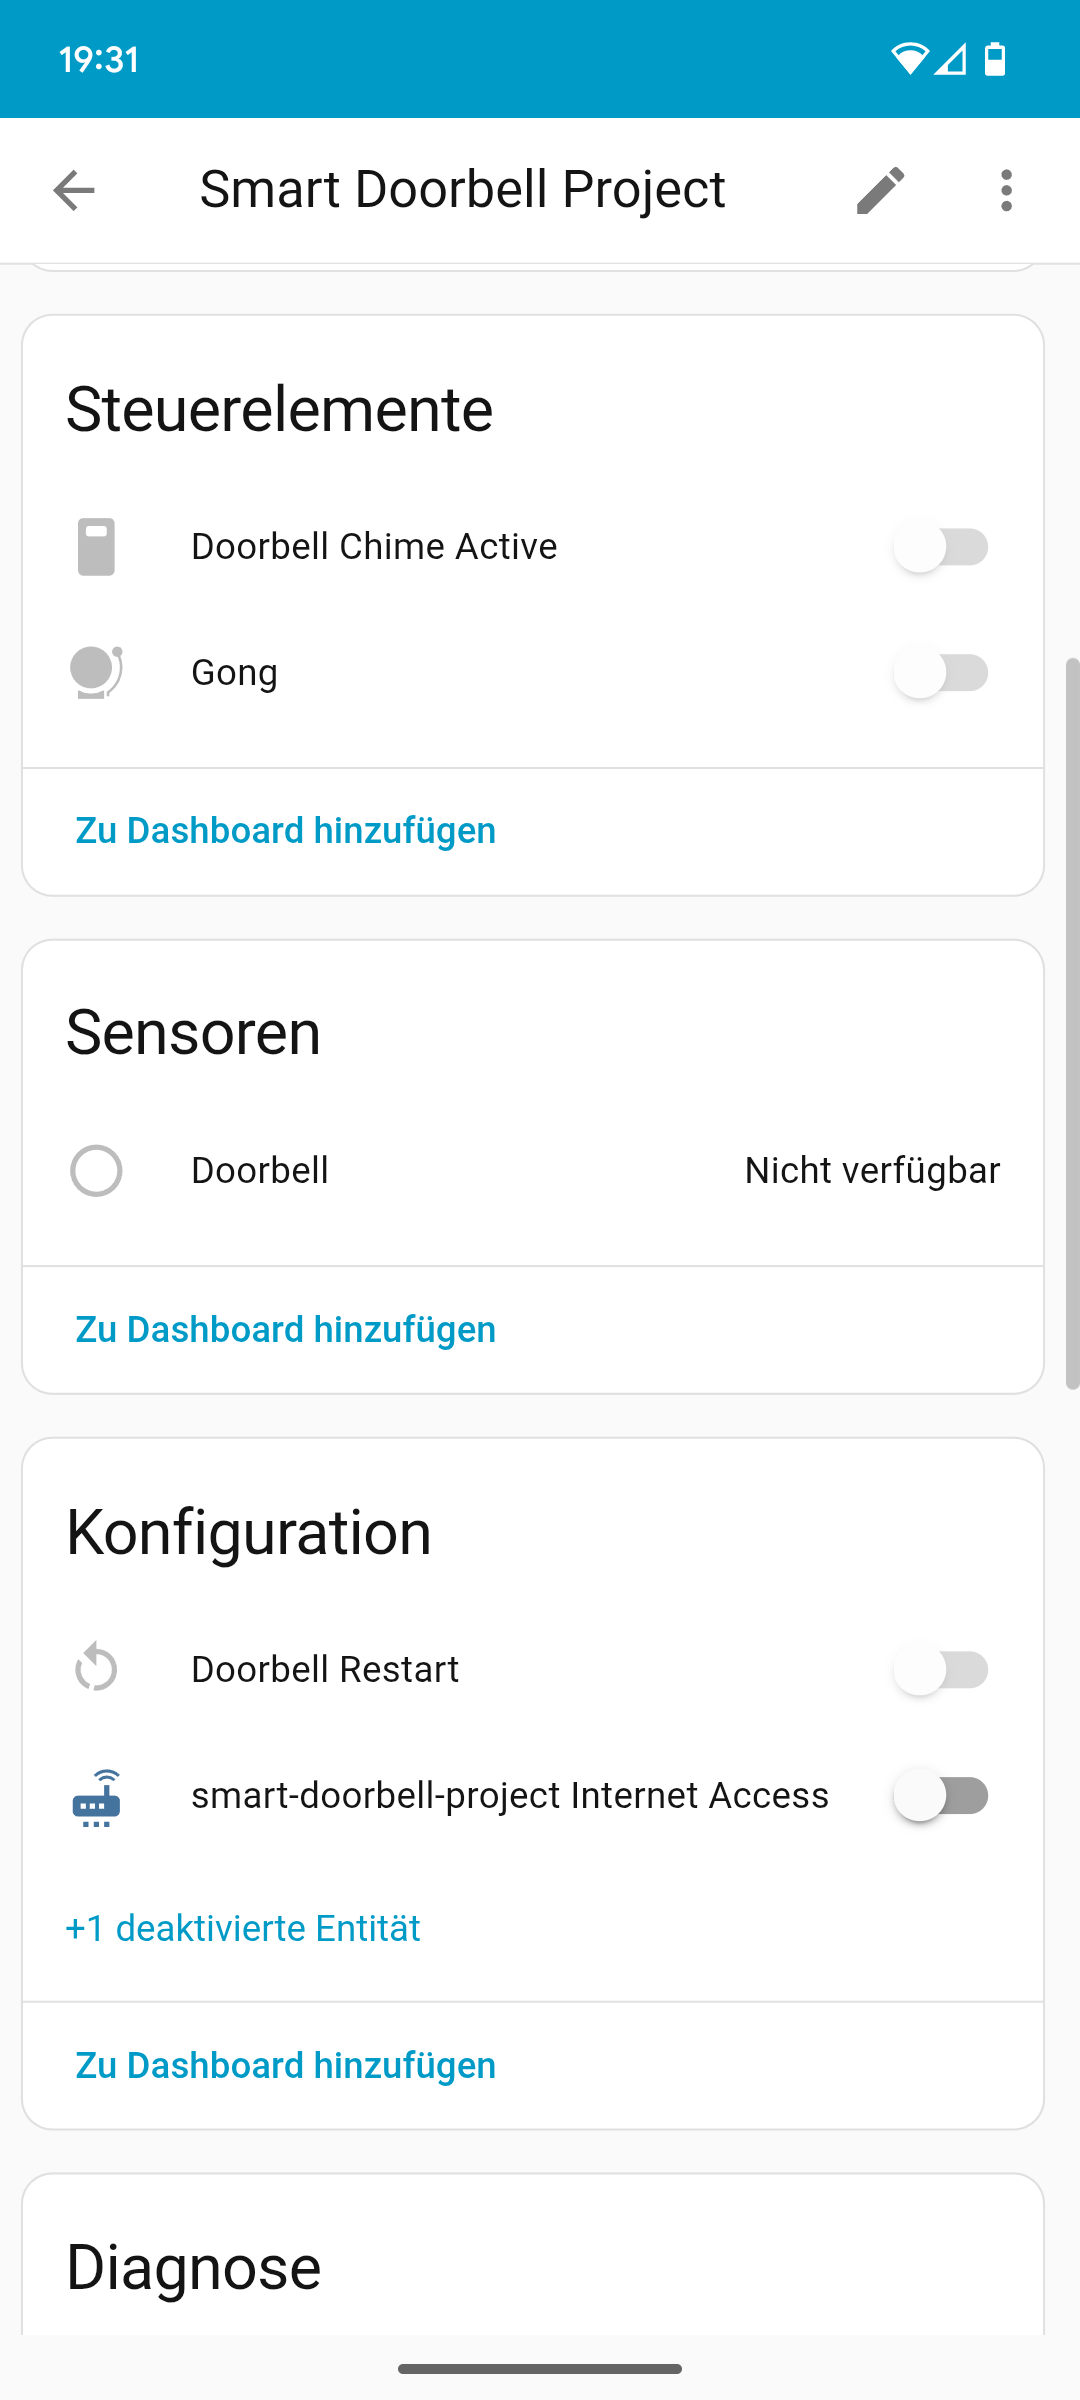 19:31
Smart Doorbell Project
Steuerelemente
Doorbell Chime Active
Gong
Zu Dashboard hinzufügen
Sensoren
Doorbell Nicht verfügbar
Zu Dashboard hinzufügen
Konfiguration
Doorbell Restart
smart-doorbell-project Internet Access
+1 deaktivierte Entität
Zu Dashboard hinzufügen
Diagnose